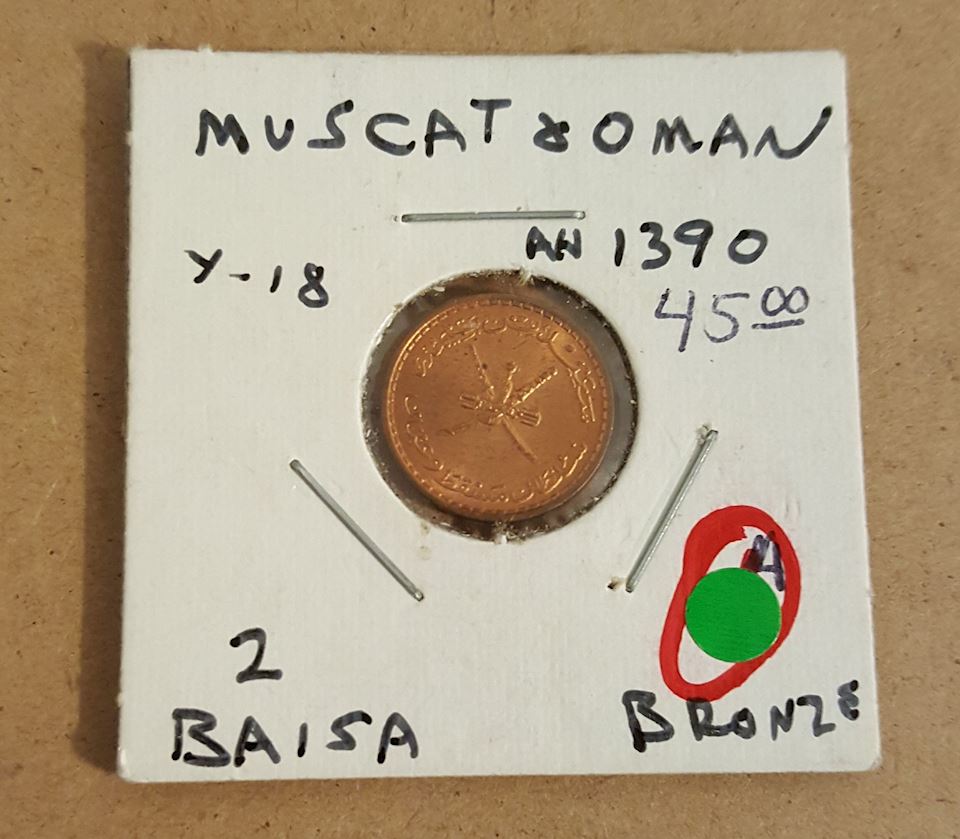 MUSCAT & OMAN
AH 1390
Y-18
45.00
2
BAISA
BRONZE